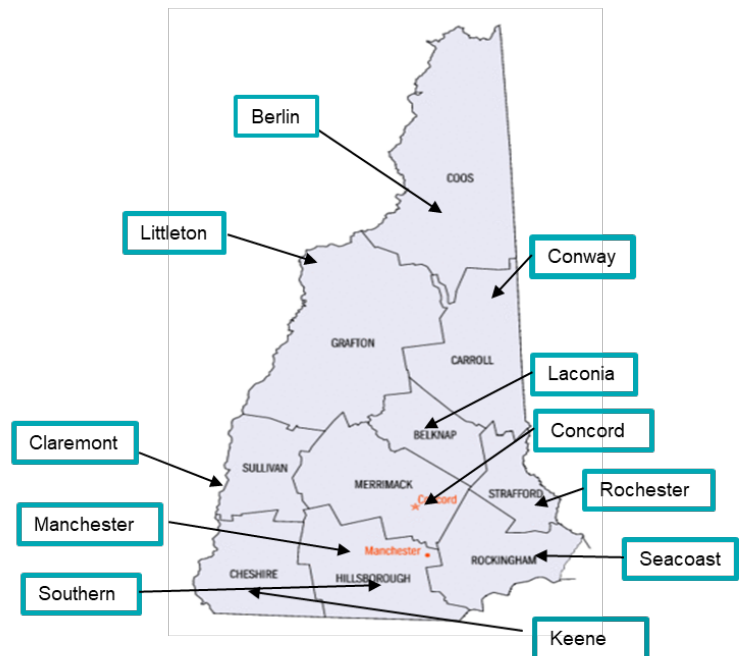 Berlin
COOS
Littleton
Conway
GRAFTON
CARROLL
Laconia
BELKNAP
Concord
Claremont
SULLIVAN
MERRIMACK
STRAFFORD
Rochester
Concord
Manchester
Manchester
ROCKINGHAM
Seacoast
CHESHIRE
HILLSBOROUGH
Southern
Keene